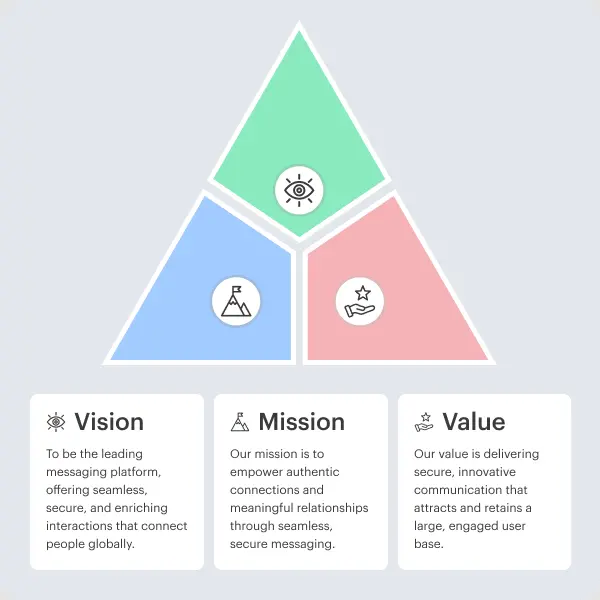 Vision
To be the leading
messaging platform,
offering seamless,
secure, and enriching
interactions that connect
people globally.
Mission
Our mission is to
empower authentic
connections and
meaningful relationships
through seamless,
secure messaging.
Value
Our value is delivering
secure, innovative
communication that
attracts and retains a
large, engaged user
base.